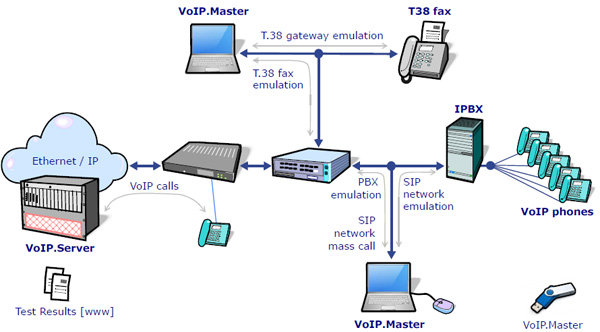 VoIP.Master
T38 fax
T.38 gateway emulation
T.38 fax
emulation
IPBX
Ethernet / IP
VoIP calls
PBX
emulation
SIP
network
emulation
SIP
network
mass call
VoIP phones
VoIP.Server
Test Results [www]
VoIP.Master
VoIP.Master